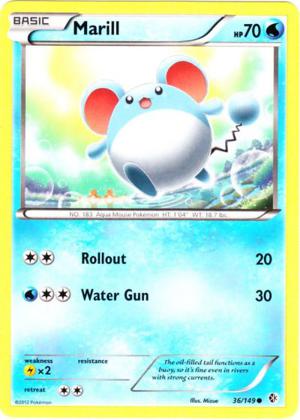 BASIC
Marill
HP70
NO. 183 Aqua Mouse Pokémon HT: 1'04" WT: 18.7 lbs.
Rollout 20
Water Gun 30
weakness
resistance
×2
The oil-filled tail functions as a
buoy, so it's fine even in rivers
with strong currents.
retreat
©2012 Pokémon
Illus. Mizue
36/149